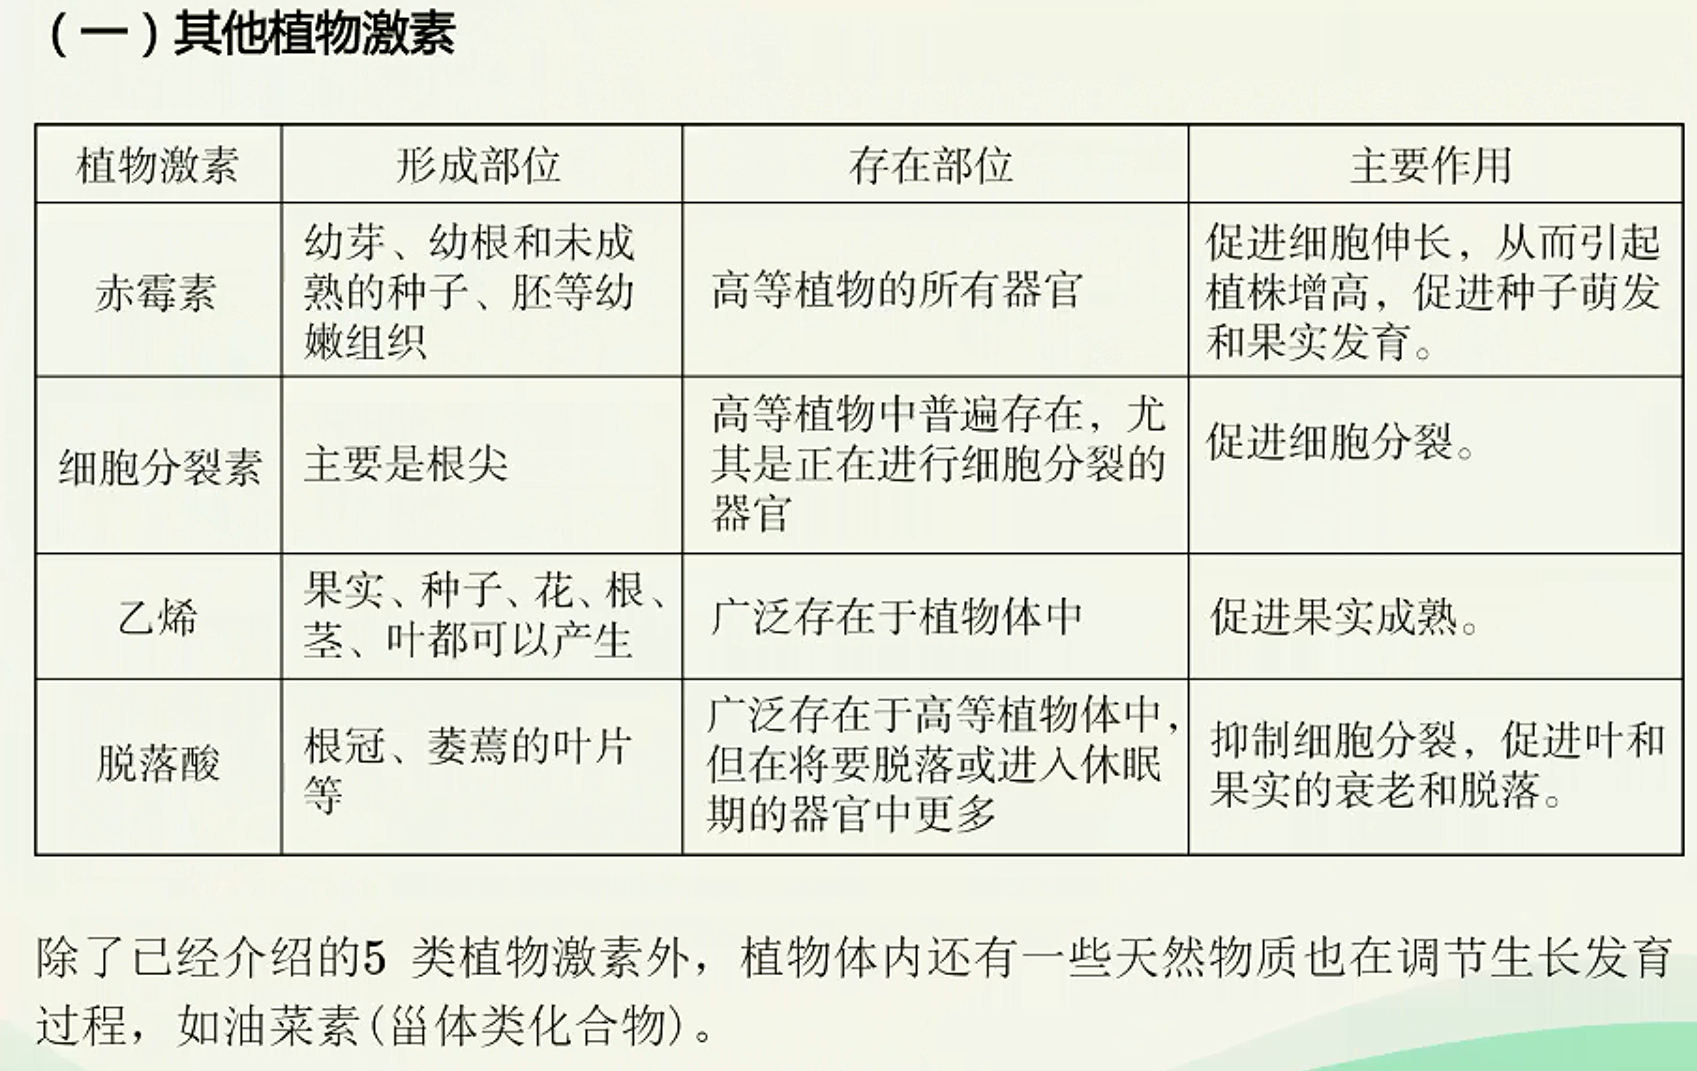 （一）其他植物激素
植物激素 形成部位 存在部位 主要作用
赤霉素
幼芽、幼根和未成
熟的种子、胚等幼
嫩组织
高等植物的所有器官
促进细胞伸长，从而引起
植株增高，促进种子萌发
和果实发育。
细胞分裂素
主要是根尖
高等植物中普遍存在，尤
其是正在进行细胞分裂的
器官
促进细胞分裂。
乙烯
果实、种子、花、根、
茎、叶都可以产生
广泛存在于植物体中
促进果实成熟。
脱落酸
根冠、萎蔫的叶片
等
广泛存在于高等植物体中，
但在将要脱落或进入休眠
期的器官中更多
抑制细胞分裂，促进叶和
果实的衰老和脱落。
除了已经介绍的5 类植物激素外，植物体内还有一些天然物质也在调节生长发育
过程，如油菜素(甾体类化合物)。